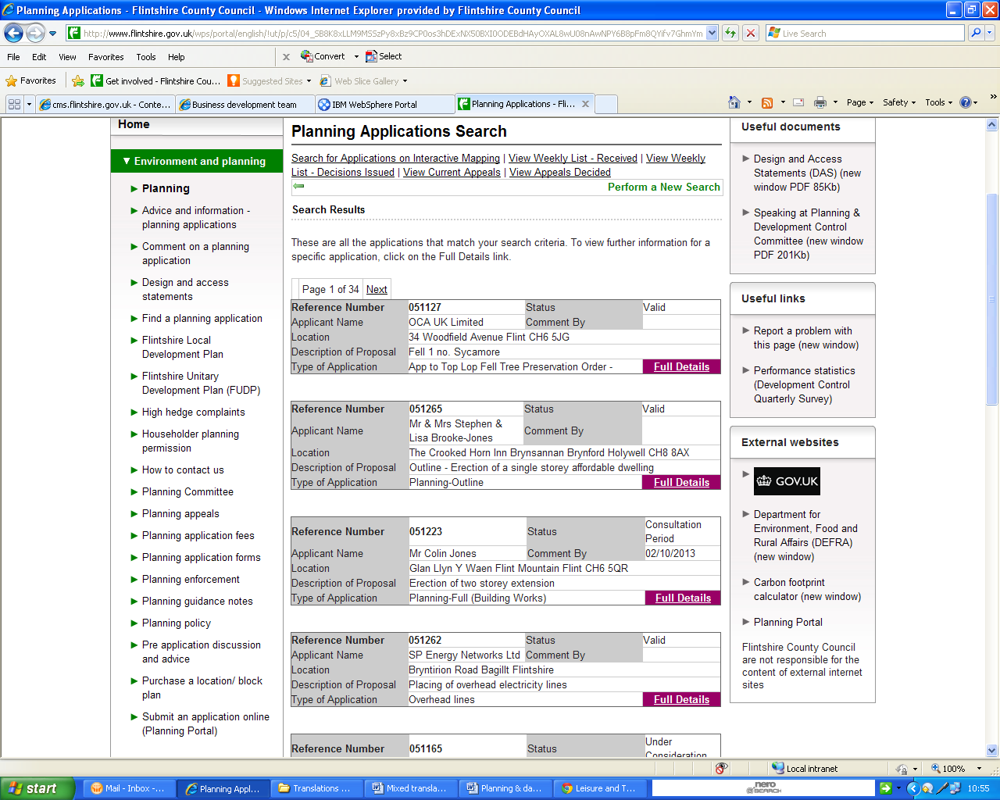 Planning Applications - Flintshire County Council - Windows Internet Explorer provided by Flintshire County Council
http://www.flintshire.gov.uk/wps/portal/english/!ut/p/c5/04_SB8K8xLLM9MSSzPy8xBz9CP0os3hDExNX50BXI0ODEBdHAyOXAL8wU08nAwNPY6B8pFm8QYifv7GhmYm
Live Search
File Edit View Favorites Tools Help
Convert Select
Favorites Get involved - Flintshire Cou... Suggested Sites Web Slice Gallery
cms.flintshire.gov.uk - Conte... Business development team IBM WebSphere Portal Planning Applications - Fli...
Page Safety Tools
Home
Environment and planning
Planning
Advice and information -
planning applications
Comment on a planning
application
Design and access
statements
Find a planning application
Flintshire Local
Development Plan
Flintshire Unitary
Development Plan (FUDP)
High hedge complaints
Householder planning
permission
How to contact us
Planning Committee
Planning appeals
Planning application fees
Planning application forms
Planning enforcement
Planning guidance notes
Planning policy
Pre application discussion
and advice
Purchase a location/ block
plan
Submit an application online
(Planning Portal)
Planning Applications Search
Search for Applications on Interactive Mapping | View Weekly List - Received | View Weekly
List - Decisions Issued | View Current Appeals | View Appeals Decided
Perform a New Search
Search Results
These are all the applications that match your search criteria. To view further information for a
specific application, click on the Full Details link.
Page 1 of 34 Next
Reference Number 051127 Status Valid
Applicant Name OCA UK Limited Comment By
Location 34 Woodfield Avenue Flint CH6 5JG
Description of Proposal Fell 1 no. Sycamore
Type of Application App to Top Lop Fell Tree Preservation Order - Full Details
Reference Number 051265 Status Valid
Applicant Name Mr & Mrs Stephen & Lisa Brooke-Jones Comment By
Location The Crooked Horn Inn Brynsannan Brynford Holywell CH8 8AX
Description of Proposal Outline - Erection of a single storey affordable dwelling
Type of Application Planning-Outline Full Details
Reference Number 051223 Status Consultation Period
Applicant Name Mr Colin Jones Comment By 02/10/2013
Location Glan Llyn Y Waen Flint Mountain Flint CH6 5QR
Description of Proposal Erection of two storey extension
Type of Application Planning-Full (Building Works) Full Details
Reference Number 051262 Status Valid
Applicant Name SP Energy Networks Ltd Comment By
Location Bryntirion Road Bagillt Flintshire
Description of Proposal Placing of overhead electricity lines
Type of Application Overhead lines Full Details
Reference Number 051165 Status Under Consideration
Useful documents
Design and Access
Statements (DAS) (new
window PDF 85Kb)
Speaking at Planning &
Development Control
Committee (new window
PDF 201Kb)
Useful links
Report a problem with
this page (new window)
Performance statistics
(Development Control
Quarterly Survey)
External websites
GOV.UK
Department for
Environment, Food and
Rural Affairs (DEFRA)
(new window)
Carbon footprint
calculator (new window)
Planning Portal
Flintshire County Council
are not responsible for the
content of external internet
sites
Local intranet 100%
start Mail - Inbox -... Planning Appl... Translations ... Mixed transla... Planning & da... Leisure and T... nero @SEARCH 10:55